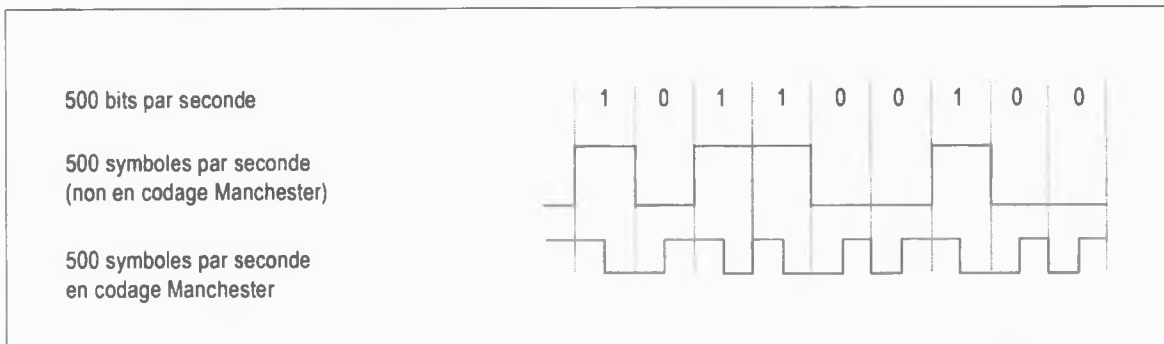 500 bits par seconde
1 0 1 1 0 0 1 0 0
500 symboles par seconde
(non en codage Manchester)
500 symboles par seconde
en codage Manchester